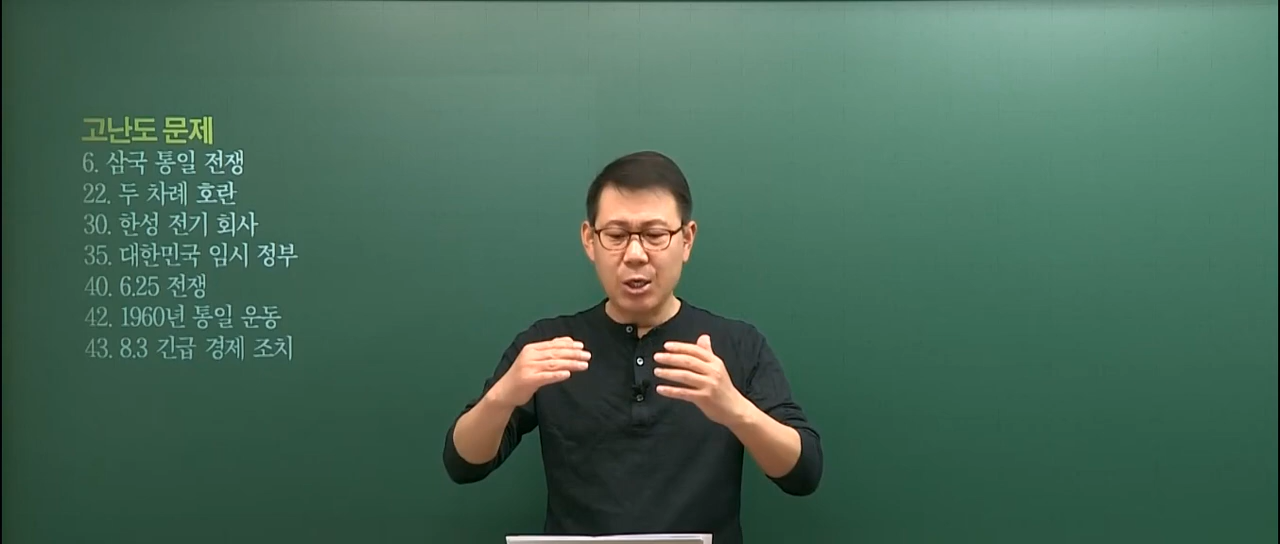 고난도 문제
6. 삼국 통일 전쟁
22. 두 차례 호란
30. 한성 전기 회사
35. 대한민국 임시 정부
40. 6.25 전쟁
42. 1960년 통일 운동
43. 8.3 긴급 경제 조치